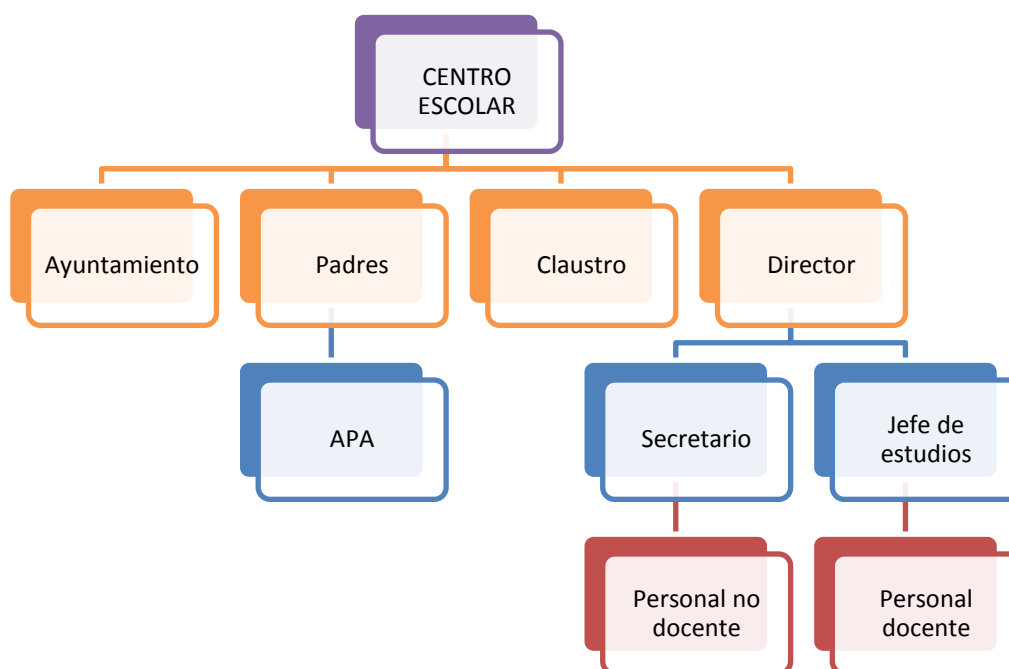 CENTRO
ESCOLAR
Ayuntamiento
Padres
Claustro
Director
APA
Secretario
Jefe de
estudios
Personal no
docente
Personal
docente